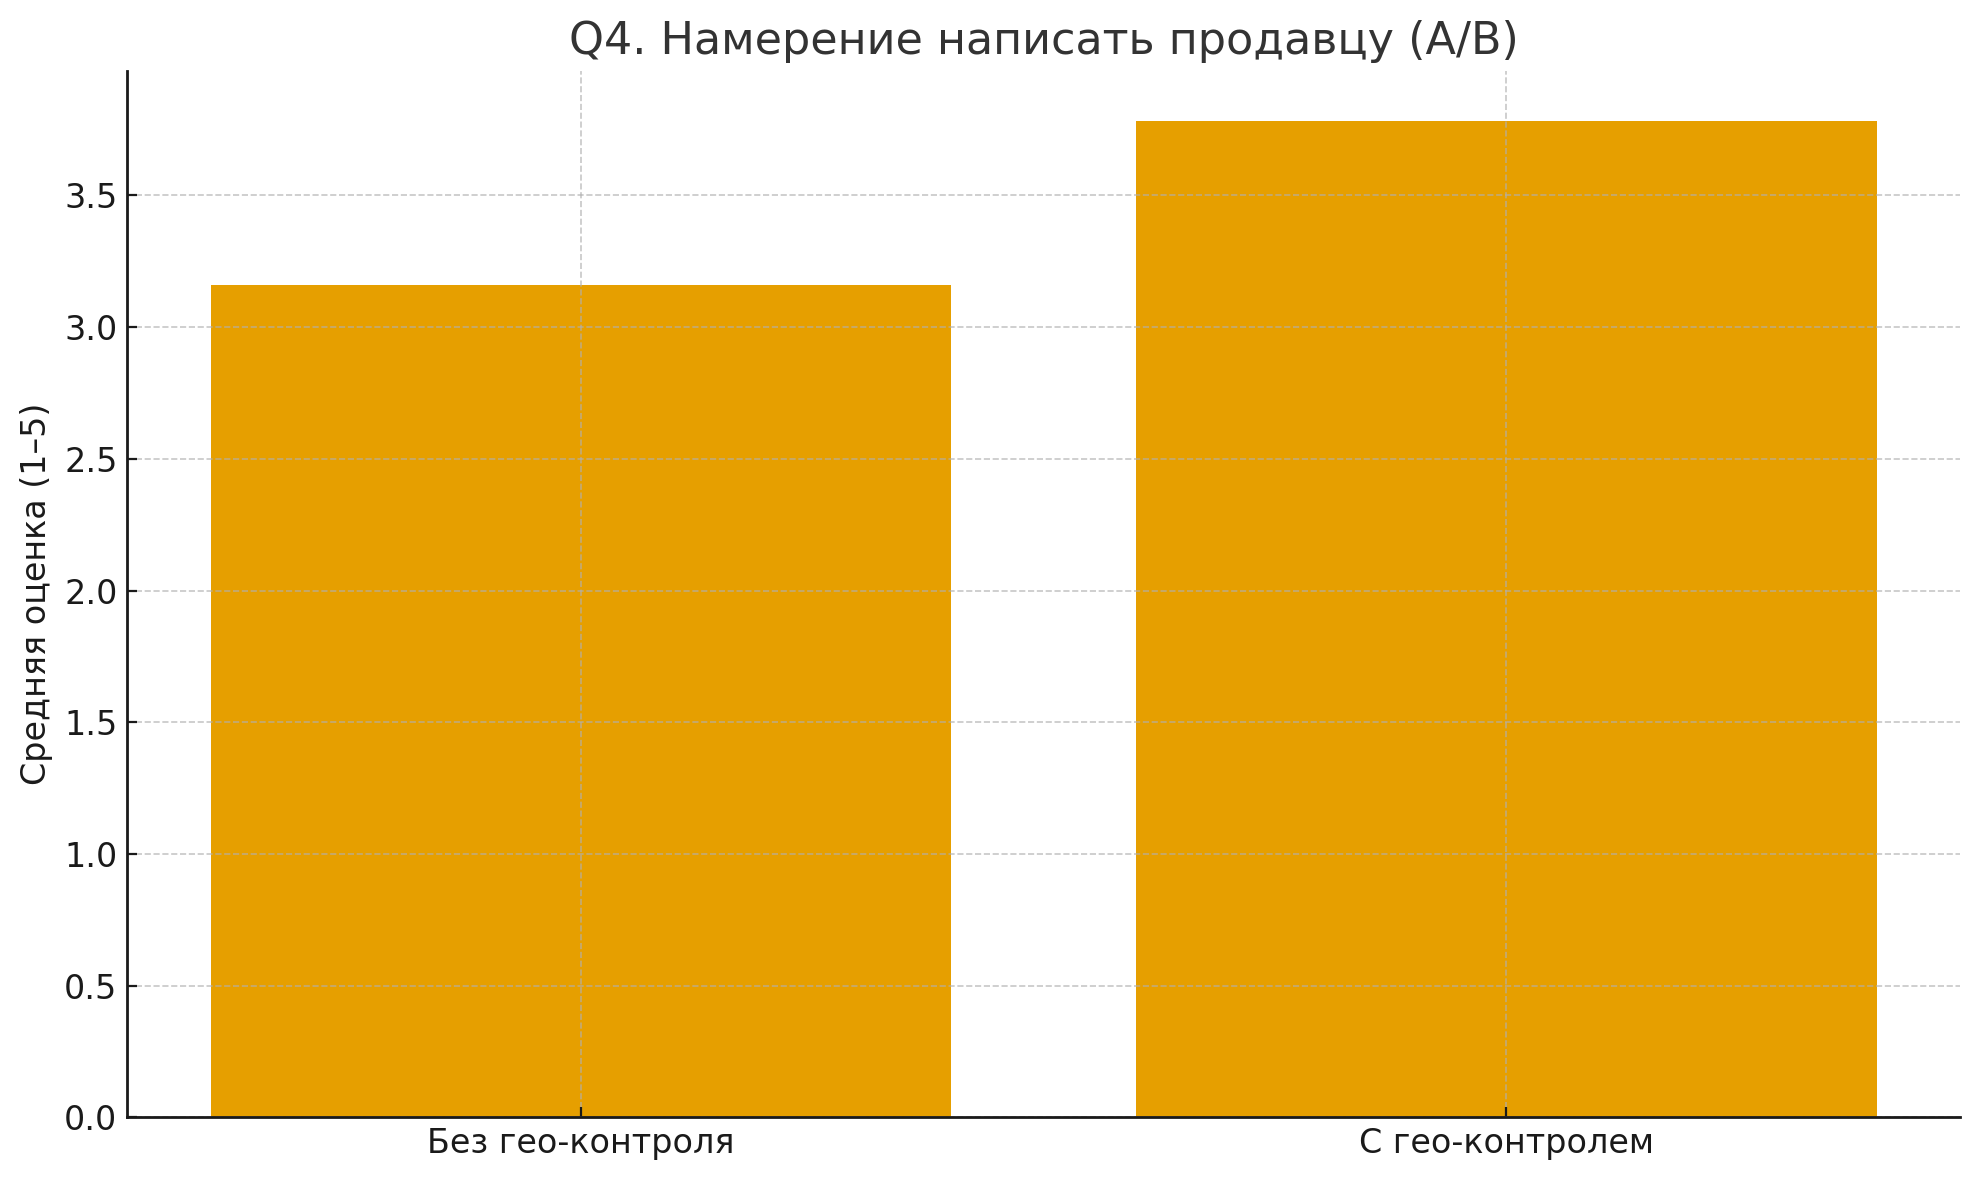 Q4. Намерение написать продавцу (A/B)
Средняя оценка (1–5)
3.5
3.0
2.5
2.0
1.5
1.0
0.5
0.0
Без гео-контроля
С гео-контролем